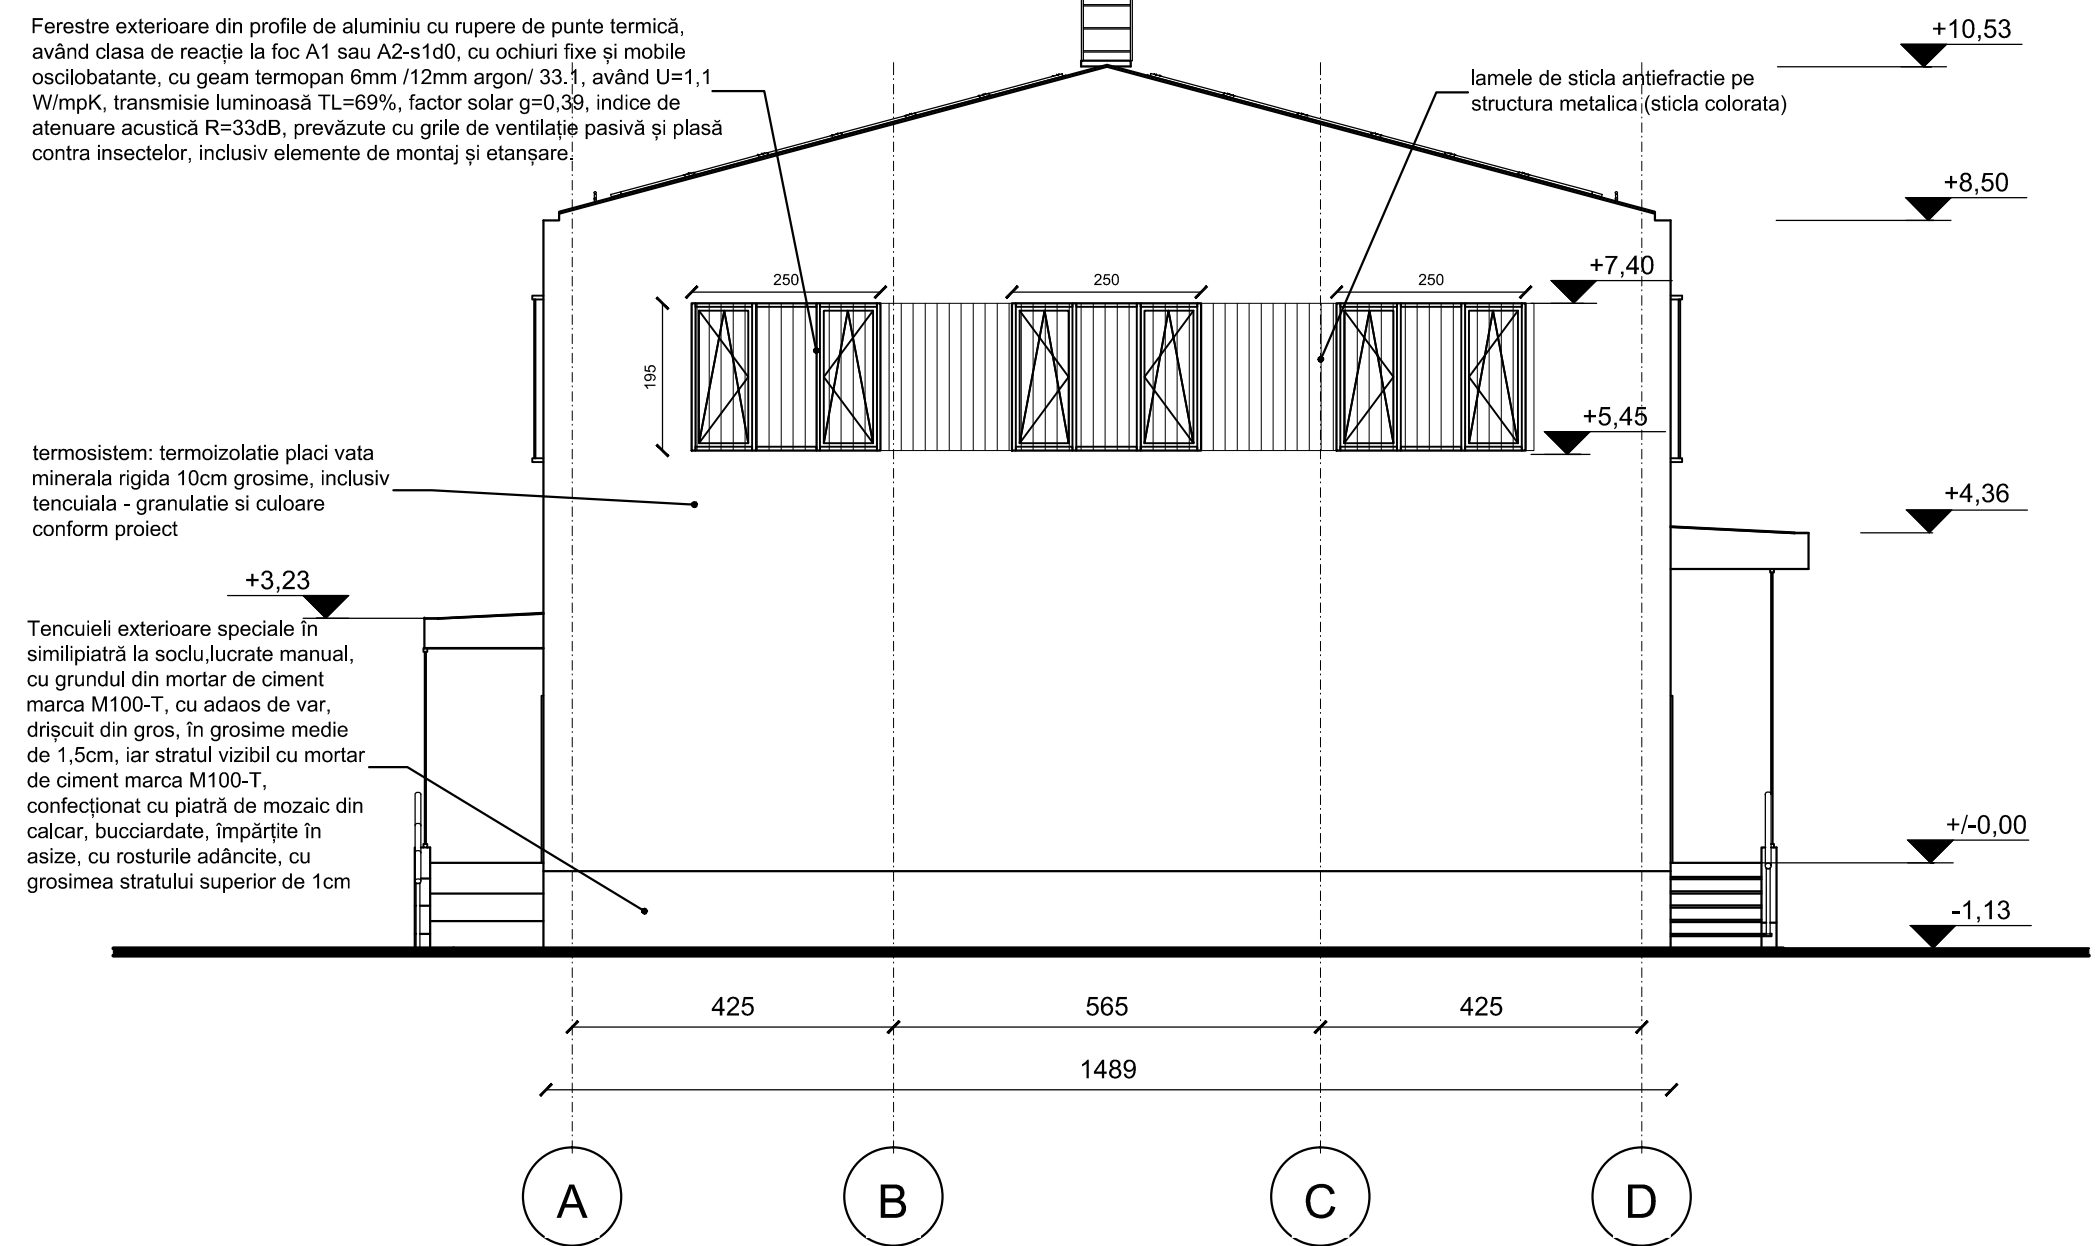 Ferestre exterioare din profile de aluminiu cu rupere de punte termică,
având clasa de reacție la foc A1 sau A2-s1d0, cu ochiuri fixe și mobile
oscilobatante, cu geam termopan 6mm /12mm argon/ 33.1, având U=1,1
W/mpK, transmisie luminoasă TL=69%, factor solar g=0,39, indice de
atenuare acustică R=33dB, prevăzute cu grile de ventilație pasivă și plasă
contra insectelor, inclusiv elemente de montaj și etanșare.
lamele de sticla antiefractie pe
structura metalica (sticla colorata)
+10,53
+8,50
+7,40
250
250
250
195
+5,45
termosistem: termoizolatie placi vata
minerala rigida 10cm grosime, inclusiv
tencuiala - granulatie si culoare
conform proiect
+4,36
+3,23
Tencuieli exterioare speciale în
similipiatră la soclu,lucrate manual,
cu grundul din mortar de ciment
marca M100-T, cu adaos de var,
drișcuit din gros, în grosime medie
de 1,5cm, iar stratul vizibil cu mortar
de ciment marca M100-T,
confecționat cu piatră de mozaic din
calcar, bucciardate, împărțite în
asize, cu rosturile adâncite, cu
grosimea stratului superior de 1cm
+/-0,00
-1,13
425
565
425
1489
A
B
C
D